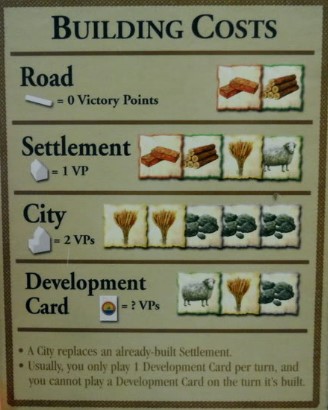 BUILDING COSTS
Road
= 0 Victory Points
Settlement
= 1 VP
City
= 2 VPs
Development
Card = ? VPs
• A City replaces an already-built Settlement.
• Usually, you only play 1 Development Card per turn, and
you cannot play a Development Card on the turn it's built.